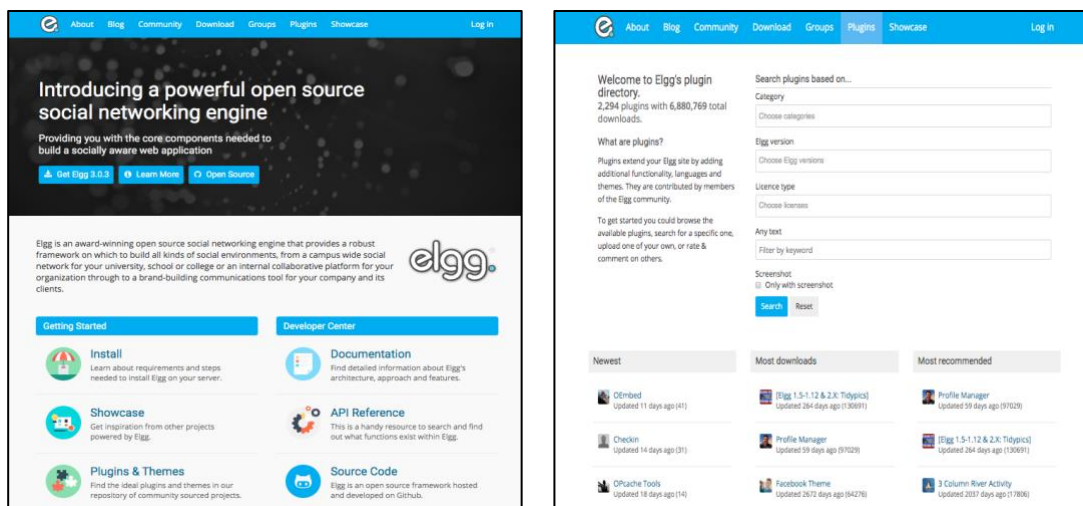 About Blog Community Download Groups Plugins Showcase Log in
Introducing a powerful open source
social networking engine
Providing you with the core components needed to
build a socially aware web application
Get Elgg 3.0.3 Learn More Open Source
Elgg is an award-winning open source social networking engine that provides a robust
framework on which to build all kinds of social environments, from a campus wide social
network for your university, school or college or an internal collaborative platform for your
organization through to a brand-building communications tool for your company and its
clients.
elgg.
Getting Started
Install
Learn about requirements and steps
needed to install Elgg on your server.
Showcase
Get inspiration from other projects
powered by Elgg.
Plugins & Themes
Find the ideal plugins and themes in our
repository of community sourced projects.
Developer Center
Documentation
Find detailed information about Elgg's
architecture, approach and features.
API Reference
This is a handy resource to search and find
out what functions exist within Elgg.
Source Code
Elgg is an open source framework hosted
and developed on Github.
About Blog Community Download Groups Plugins Showcase Log in
Welcome to Elgg's plugin
directory.
2,294 plugins with 6,880,769 total
downloads.
What are plugins?
Plugins extend your Elgg site by adding
additional functionality, languages and
themes. They are contributed by members
of the Elgg community.
To get started you could browse the
available plugins, search for a specific one,
upload one of your own, or rate &
comment on others.
Search plugins based on...
Category
Choose categories
Elgg version
Choose Elgg versions
Licence type
Choose licenses
Any text
Filter by keyword
Screenshot
Only with screenshot
Search Reset
Newest
OEmbed
Updated 11 days ago (41)
Checkin
Updated 14 days ago (31)
OPcache Tools
Updated 18 days ago (14)
Most downloads
[Elgg 1.5-1.12 & 2.X: Tidypics]
Updated 264 days ago (130691)
Profile Manager
Updated 59 days ago (97029)
Facebook Theme
Updated 2672 days ago (64276)
Most recommended
Profile Manager
Updated 59 days ago (97029)
[Elgg 1.5-1.12 & 2.X: Tidypics]
Updated 264 days ago (130691)
3 Column River Activity
Updated 2037 days ago (17806)